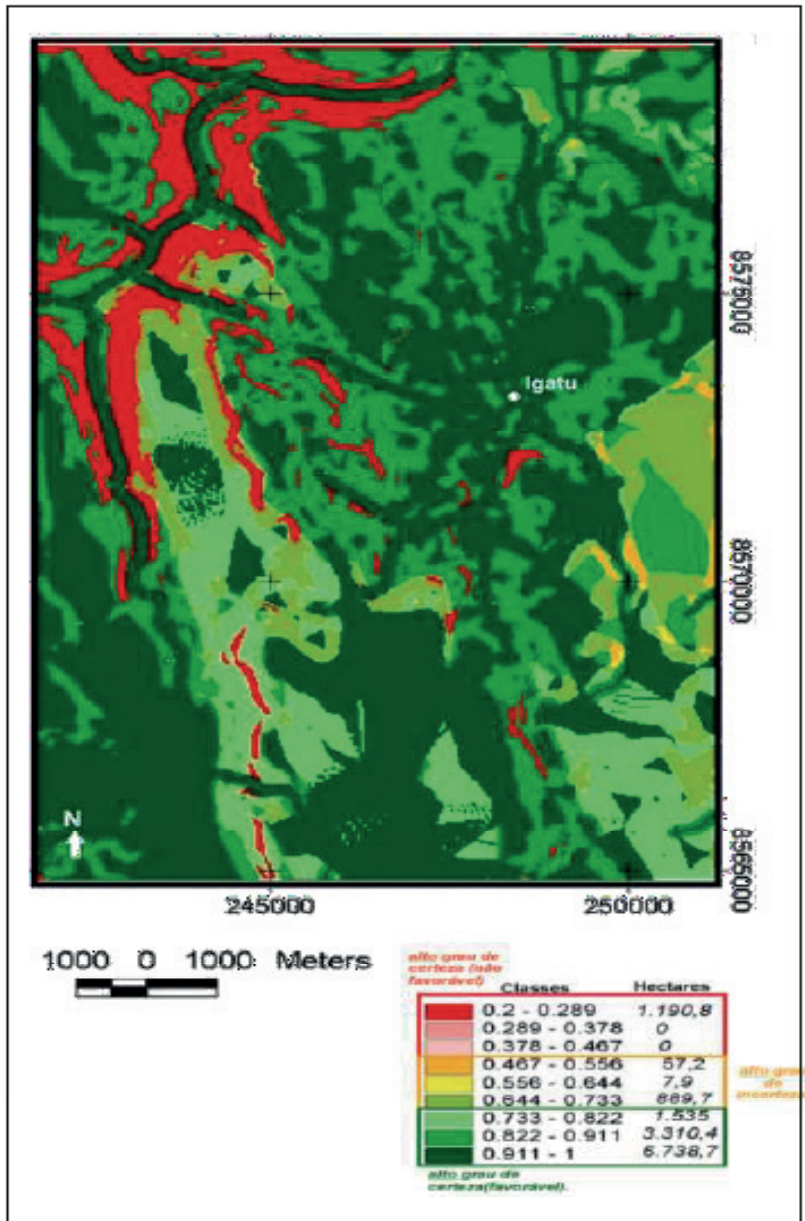 Igatu
8575000
8570000
8565000
N
245000 250000
1000 0 1000 Meters
alto grau de
certeza (não
favorável)
Classes Hectares
0.2 - 0.289 1.190,8
0.289 - 0.378 0
0.378 - 0.467 0
0.467 - 0.556 57,2
0.556 - 0.644 7,9
0.644 - 0.733 889,7
0.733 - 0.822 1.535
0.822 - 0.911 3.310,4
0.911 - 1 6.738,7
alto grau
de
incerteza
alto grau de
certeza(favorável).